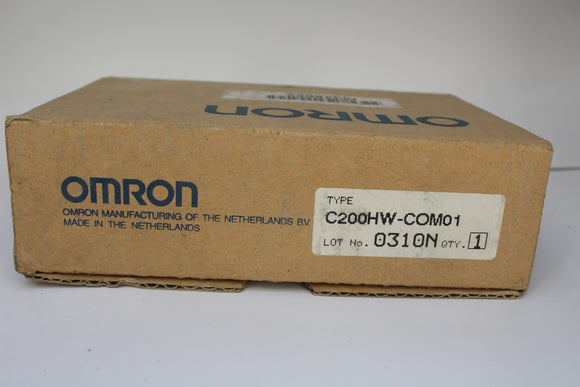 OMRON
OMRON
OMRON MANUFACTURING OF THE NETHERLANDS BV
MADE IN THE NETHERLANDS
TYPE
C200HW-COM01
LOT No. 0310N QTY. 1